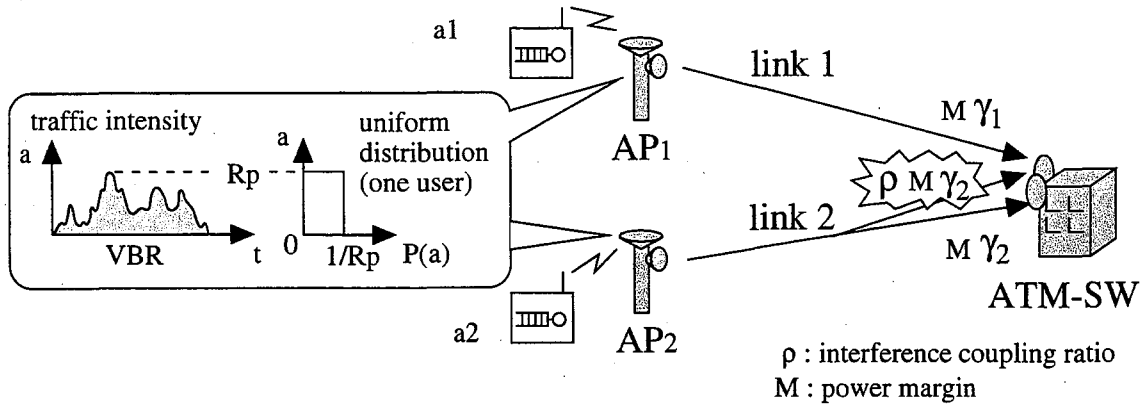 a1
link 1
traffic intensity
a
uniform
distribution
(one user)
a
Rp
0
1/Rp
P(a)
VBR
t
AP1
M γ1
ρ M γ2
link 2
M γ2
ATM-SW
a2
AP2
ρ : interference coupling ratio
M : power margin